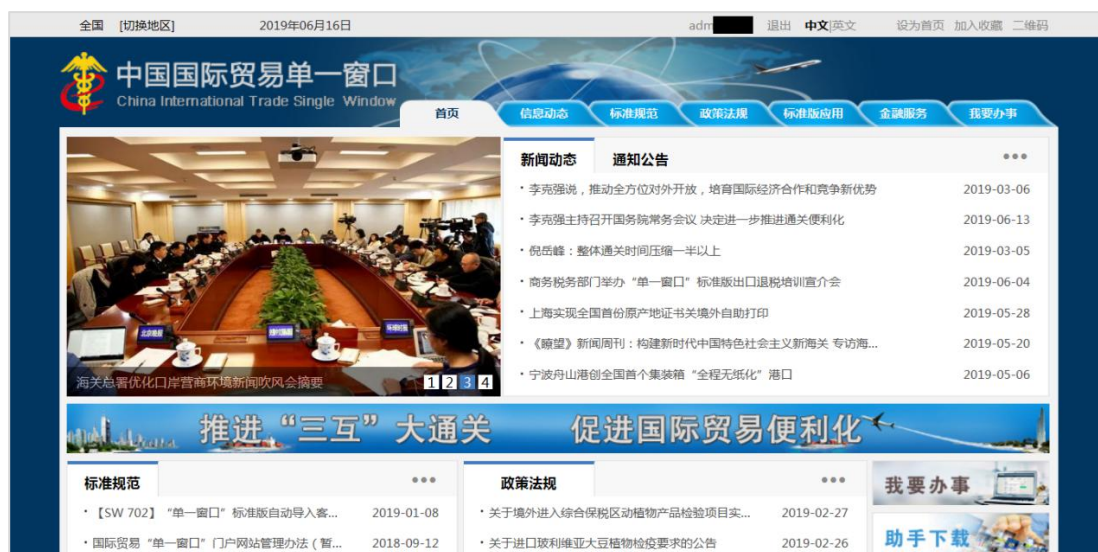 全国 [切换地区] 2019年06月16日 adm 退出 中文|英文 设为首页 加入收藏 二维码
中国国际贸易单一窗口
China International Trade Single Window
首页 信息动态 标准规范 政策法规 标准版应用 金融服务 我要办事
新闻动态 通知公告
·李克强说,推动全方位对外开放,培育国际经济合作和竞争新优势 2019-03-06
·李克强主持召开国务院常务会议 决定进一步推进通关便利化 2019-06-13
·倪岳峰:整体通关时间压缩一半以上 2019-03-05
·商务税务部门举办“单一窗口”标准版出口退税培训宣介会 2019-06-04
·上海实现全国首份原产地证书关境外自助打印 2019-05-28
·《瞭望》新闻周刊:构建新时代中国特色社会主义新海关 专访海... 2019-05-20
·宁波舟山港创全国首个集装箱“全程无纸化”港口 2019-05-06
海关总署优化口岸营商环境新闻吹风会摘要 1 2 3 4
推进“三互”大通关 促进国际贸易便利化
标准规范
·【SW 702】“单一窗口”标准版自动导入客... 2019-01-08
·国际贸易“单一窗口”门户网站管理办法(暂... 2018-09-12
政策法规
·关于境外进入综合保税区动植物产品检验项目实... 2019-02-27
·关于进口玻利维亚大豆植物检疫要求的公告 2019-02-26
我要办事
助手下载